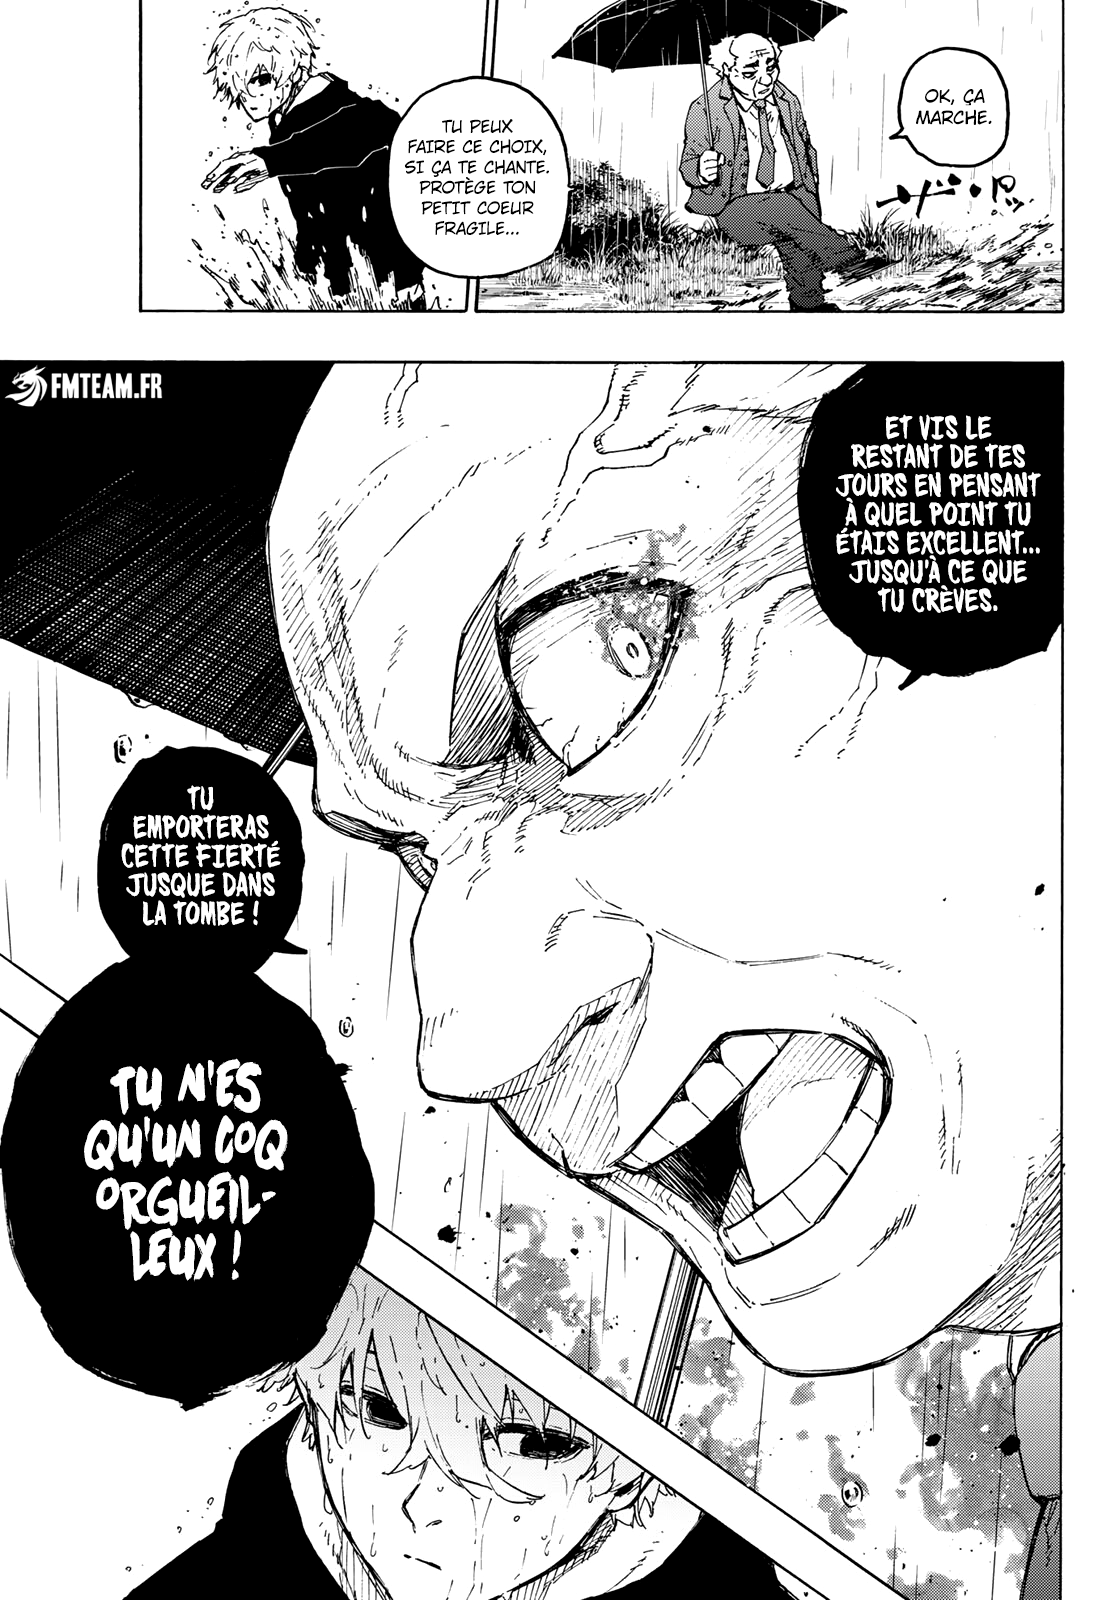 OK, ÇA
MARCHE.
TU PEUX
FAIRE CE CHOIX,
SI ÇA TE CHANTE.
PROTÈGE TON
PETIT COEUR
FRAGILE...
FMTEAM.FR
ET VIS LE
RESTANT DE TES
JOURS EN PENSANT
À QUEL POINT TU
ÉTAIS EXCELLENT...
JUSQU'À CE QUE
TU CRÈVES.
TU
EMPORTERAS
CETTE FIERTÉ
JUSQUE DANS
LA TOMBE !
TU N'ES
QU'UN COQ
ORGUEIL-
LEUX !